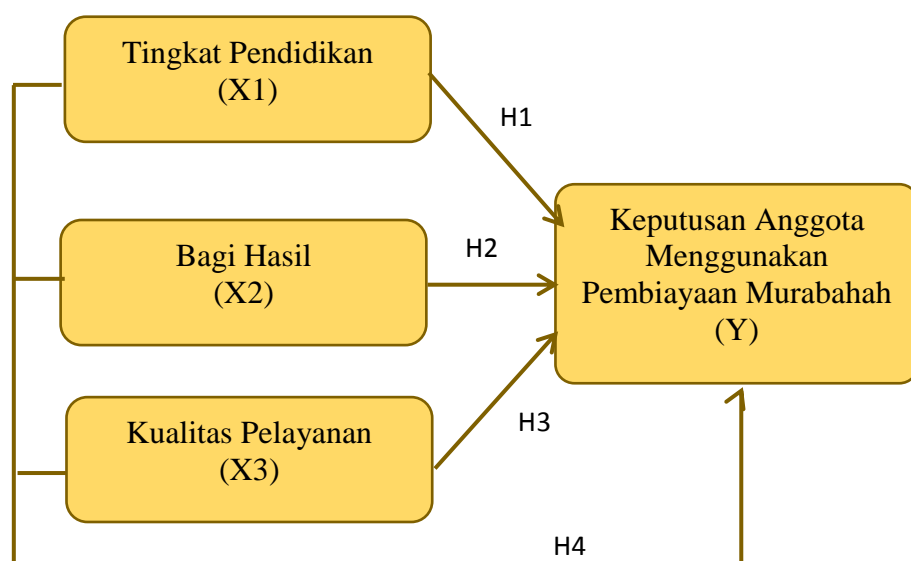 Tingkat Pendidikan
(X1)
H1
Keputusan Anggota
Menggunakan
Pembiayaan Murabahah
(Y)
Bagi Hasil
(X2)
H2
Kualitas Pelayanan
(X3)
H3
H4